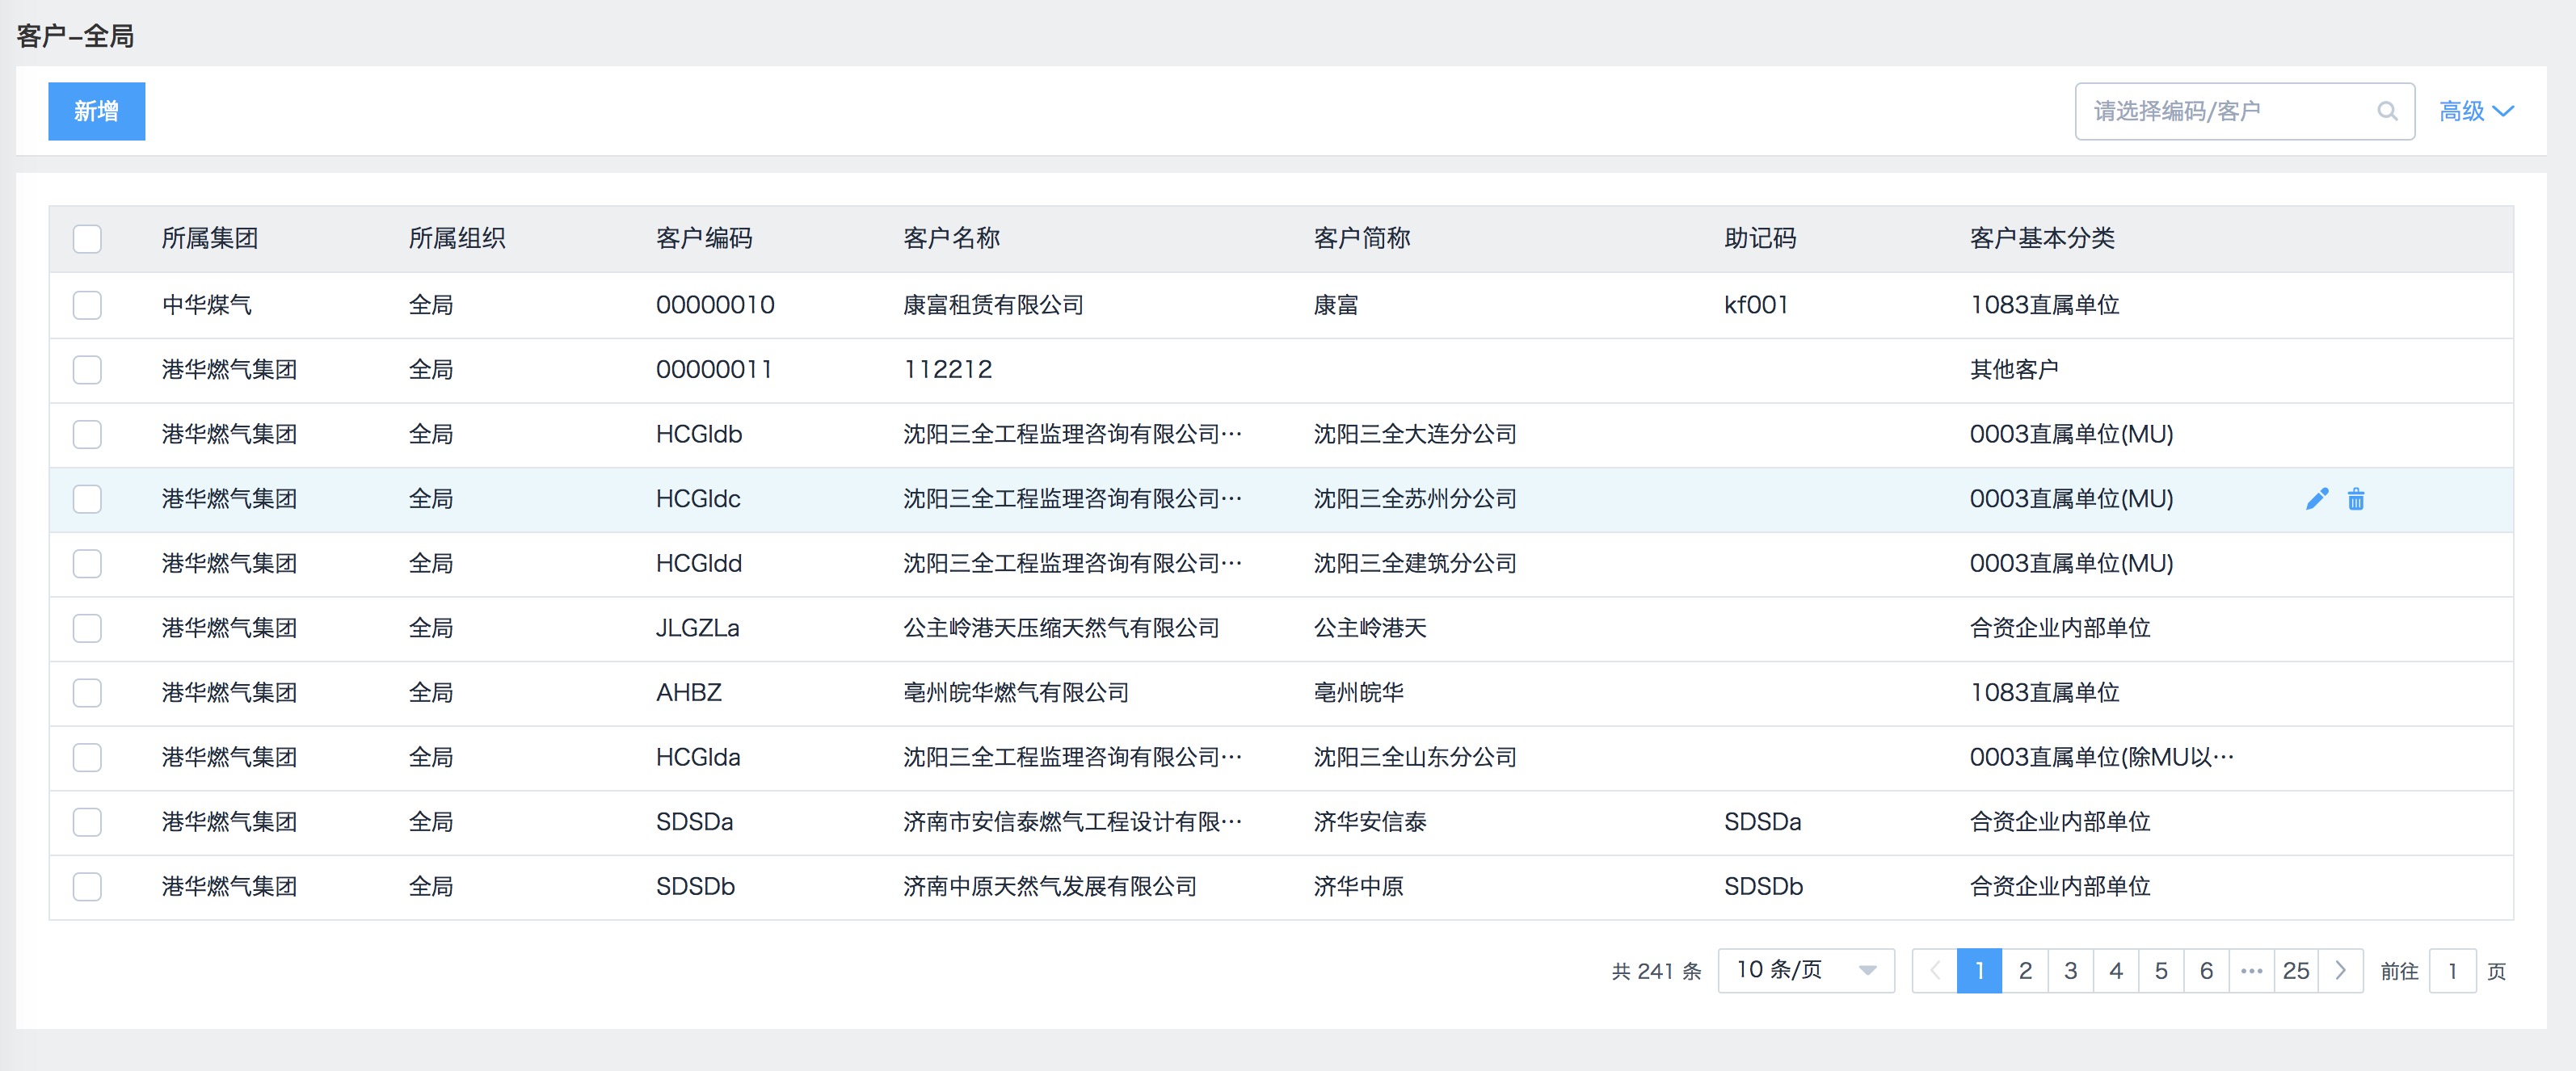 客户-全局
新增 请选择编码/客户 高级
所属集团 所属组织 客户编码 客户名称 客户简称 助记码 客户基本分类
中华煤气 全局 00000010 康富租赁有限公司 康富 kf001 1083直属单位
港华燃气集团 全局 00000011 112212 其他客户
港华燃气集团 全局 HCGIdb 沈阳三全工程监理咨询有限公司… 沈阳三全大连分公司 0003直属单位(MU)
港华燃气集团 全局 HCGIdc 沈阳三全工程监理咨询有限公司… 沈阳三全苏州分公司 0003直属单位(MU)
港华燃气集团 全局 HCGIdd 沈阳三全工程监理咨询有限公司… 沈阳三全建筑分公司 0003直属单位(MU)
港华燃气集团 全局 JLGZLa 公主岭港天压缩天然气有限公司 公主岭港天 合资企业内部单位
港华燃气集团 全局 AHBZ 亳州皖华燃气有限公司 亳州皖华 1083直属单位
港华燃气集团 全局 HCGIda 沈阳三全工程监理咨询有限公司… 沈阳三全山东分公司 0003直属单位(除MU以…
港华燃气集团 全局 SDSDa 济南市安信泰燃气工程设计有限… 济华安信泰 SDSDa 合资企业内部单位
港华燃气集团 全局 SDSDb 济南中原天然气发展有限公司 济华中原 SDSDb 合资企业内部单位
共 241 条 10 条/页 1 2 3 4 5 6 … 25 前往 1 页